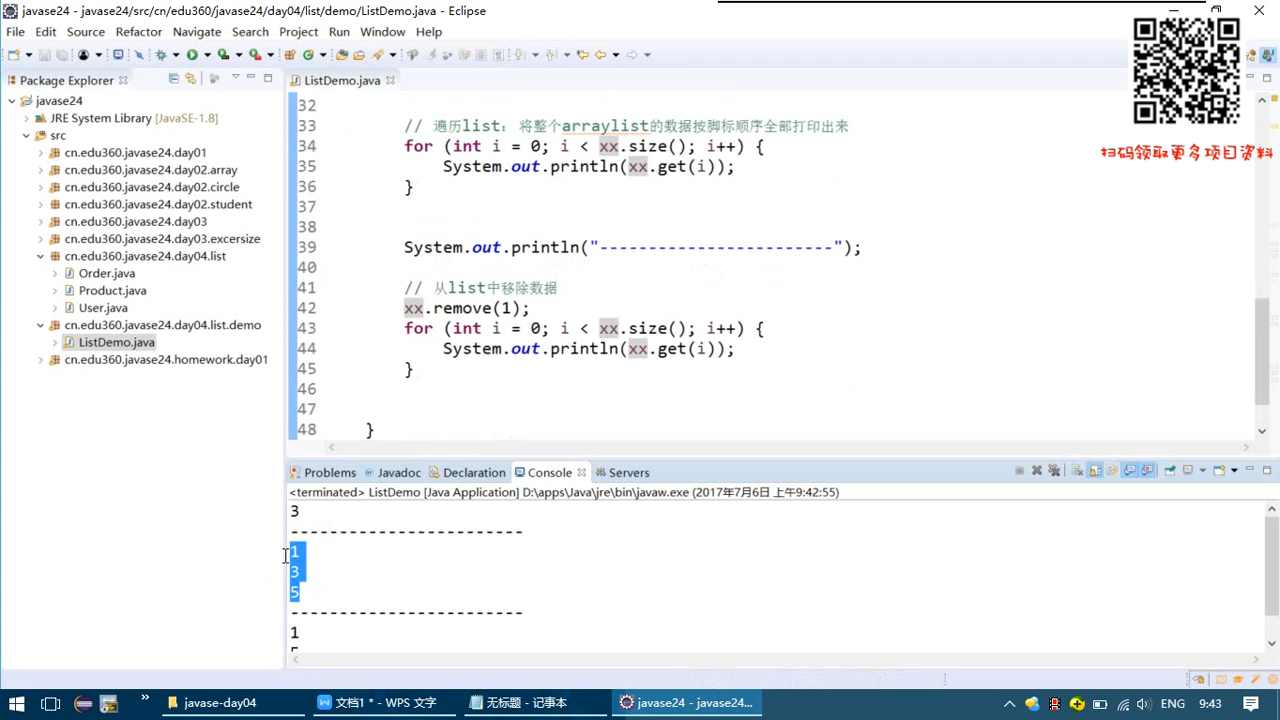 javase24 - javase24/src/cn/edu360/javase24/day04/list/demo/ListDemo.java - Eclipse
File Edit Source Refactor Navigate Search Project Run Window Help
Package Explorer
javase24
JRE System Library [JavaSE-1.8]
src
cn.edu360.javase24.day01
cn.edu360.javase24.day02.array
cn.edu360.javase24.day02.circle
cn.edu360.javase24.day02.student
cn.edu360.javase24.day03
cn.edu360.javase24.day03.excersize
cn.edu360.javase24.day04.list
Order.java
Product.java
User.java
cn.edu360.javase24.day04.list.demo
ListDemo.java
cn.edu360.javase24.homework.day01
ListDemo.java
扫码领取更多项目资料
32
33 // 遍历list: 将整个arraylist的数据按脚标顺序全部打印出来
34 for (int i = 0; i < xx.size(); i++) {
35 System.out.println(xx.get(i));
36 }
37
38
39 System.out.println("------------------------");
40
41 // 从list中移除数据
42 xx.remove(1);
43 for (int i = 0; i < xx.size(); i++) {
44 System.out.println(xx.get(i));
45 }
46
47
48 }
Problems Javadoc Declaration Console Servers
<terminated> ListDemo [Java Application] D:\apps\Java\jre\bin\javaw.exe (2017年7月6日 上午9:42:55)
3
------------------------
1
3
5
------------------------
1
javase-day04 文档1 * - WPS 文字 无标题 - 记事本 javase24 - javase24... ENG 9:43